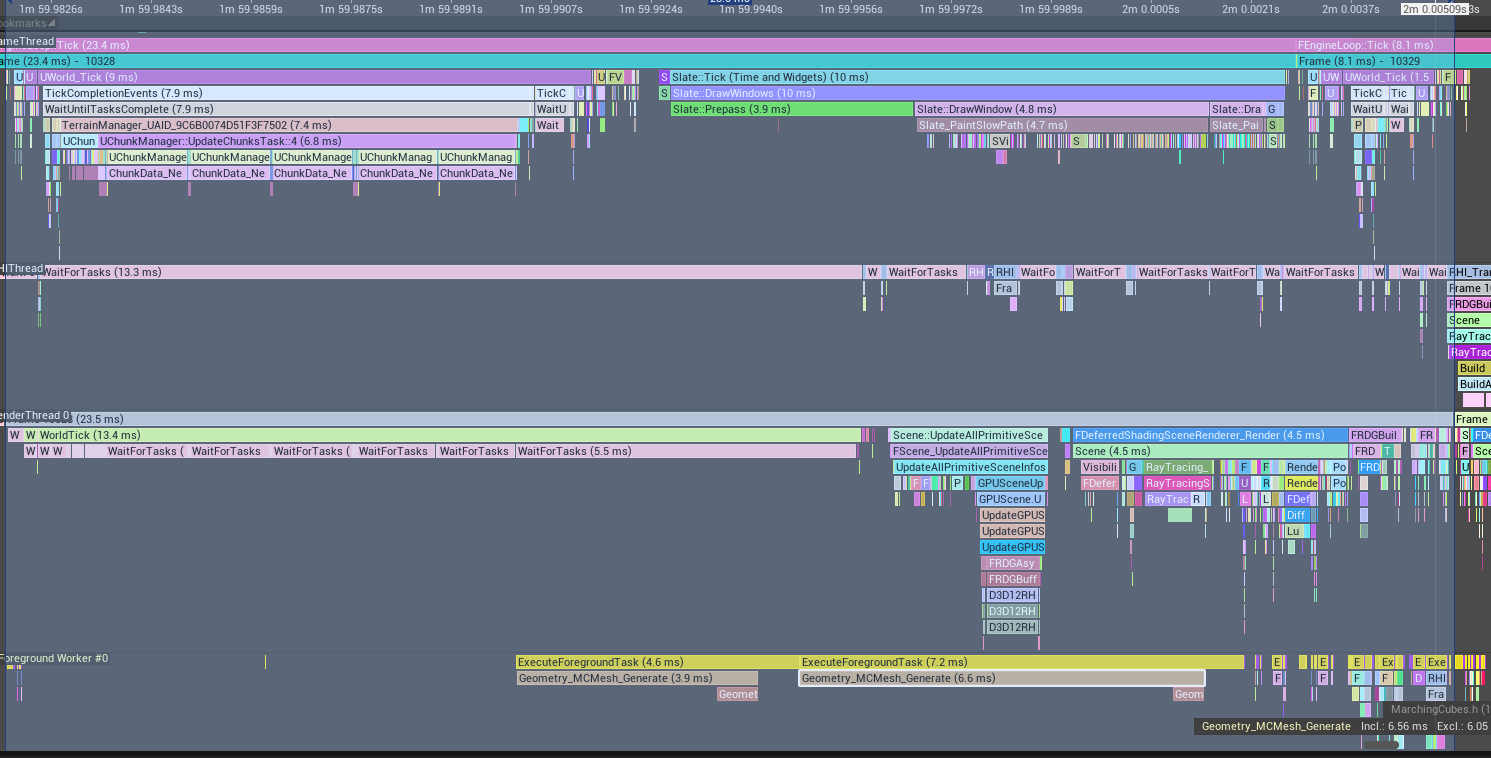 1m 59.9826 1m 59.9843s 1m 59.9859s 1m 59.9875s 1m 59.9891s 1m 59.9907s 1m 59.9924s 1m 59.9940s 1m 59.9956s 1m 59.9972s 1m 59.9989s 2m 0.0005s 2m 0.0021s 2m 0.0037s 2m 0.00509s 3s
ookmarks
ameThread Tick (23.4 ms) FEngineLoop::Tick (8.1 ms)
ame (23.4 ms) - 10328 Frame (8.1 ms) - 10329
U U UWorld_Tick (9 ms) U FV S Slate::Tick (Time and Widgets) (10 ms) U UW UWorld_Tick (1.5 F
TickCompletionEvents (7.9 ms) TickC U S Slate::DrawWindows (10 ms) F U TickC Tic U
WaitUntilTasksComplete (7.9 ms) WaitU Slate::Prepass (3.9 ms) Slate::DrawWindow (4.8 ms) Slate::Dra G WaitU Wai
TerrainManager_UAID_9C6B0074D51F3F7502 (7.4 ms) Wait Slate_PaintSlowPath (4.7 ms) Slate_Pai S P W
UChun UChunkManager::UpdateChunksTask::4 (6.8 ms) SVi S S
UChunkManage UChunkManage UChunkManage UChunkManag UChunkManag
ChunkData_Ne ChunkData_Ne ChunkData_Ne ChunkData_Ne ChunkData_Ne
HIThread WaitForTasks (13.3 ms) W WaitForTasks RH R RHI WaitFo WaitForT WaitForTasks WaitForT Wa WaitForTasks W Wai Wai RHI_Tra
Fra Frame 10
FRDGBui
Scene
RayTrac
RayTrac
Build
BuildA
enderThread 0 (23.5 ms) Frame
W W WorldTick (13.4 ms) Scene::UpdateAllPrimitiveSce FDeferredShadingSceneRenderer_Render (4.5 ms) FRDGBuil FR S FDe
W W W WaitForTasks ( WaitForTasks WaitForTasks ( WaitForTasks WaitForTasks WaitForTasks (5.5 ms) FScene_UpdateAllPrimitiveSce Scene (4.5 ms) FRD T F Sce
UpdateAllPrimitiveSceneInfos Visibili G RayTracing_ F F Rende Po FRD U
F F P GPUSceneUp FDefer RayTracingS U R Rende Po
GPUScene.U RayTrac R L L FDef
UpdateGPUS Diff
UpdateGPUS Lu
UpdateGPUS
FRDGAsy
FRDGBuff
D3D12RH
D3D12RH
D3D12RH
Foreground Worker #0 ExecuteForegroundTask (4.6 ms) ExecuteForegroundTask (7.2 ms) E E E Ex E Exe
Geometry_MCMesh_Generate (3.9 ms) Geometry_MCMesh_Generate (6.6 ms) F F F F D RHI
Geomet Geom Fra
MarchingCubes.h (1
Geometry_MCMesh_Generate Incl.: 6.56 ms Excl.: 6.05